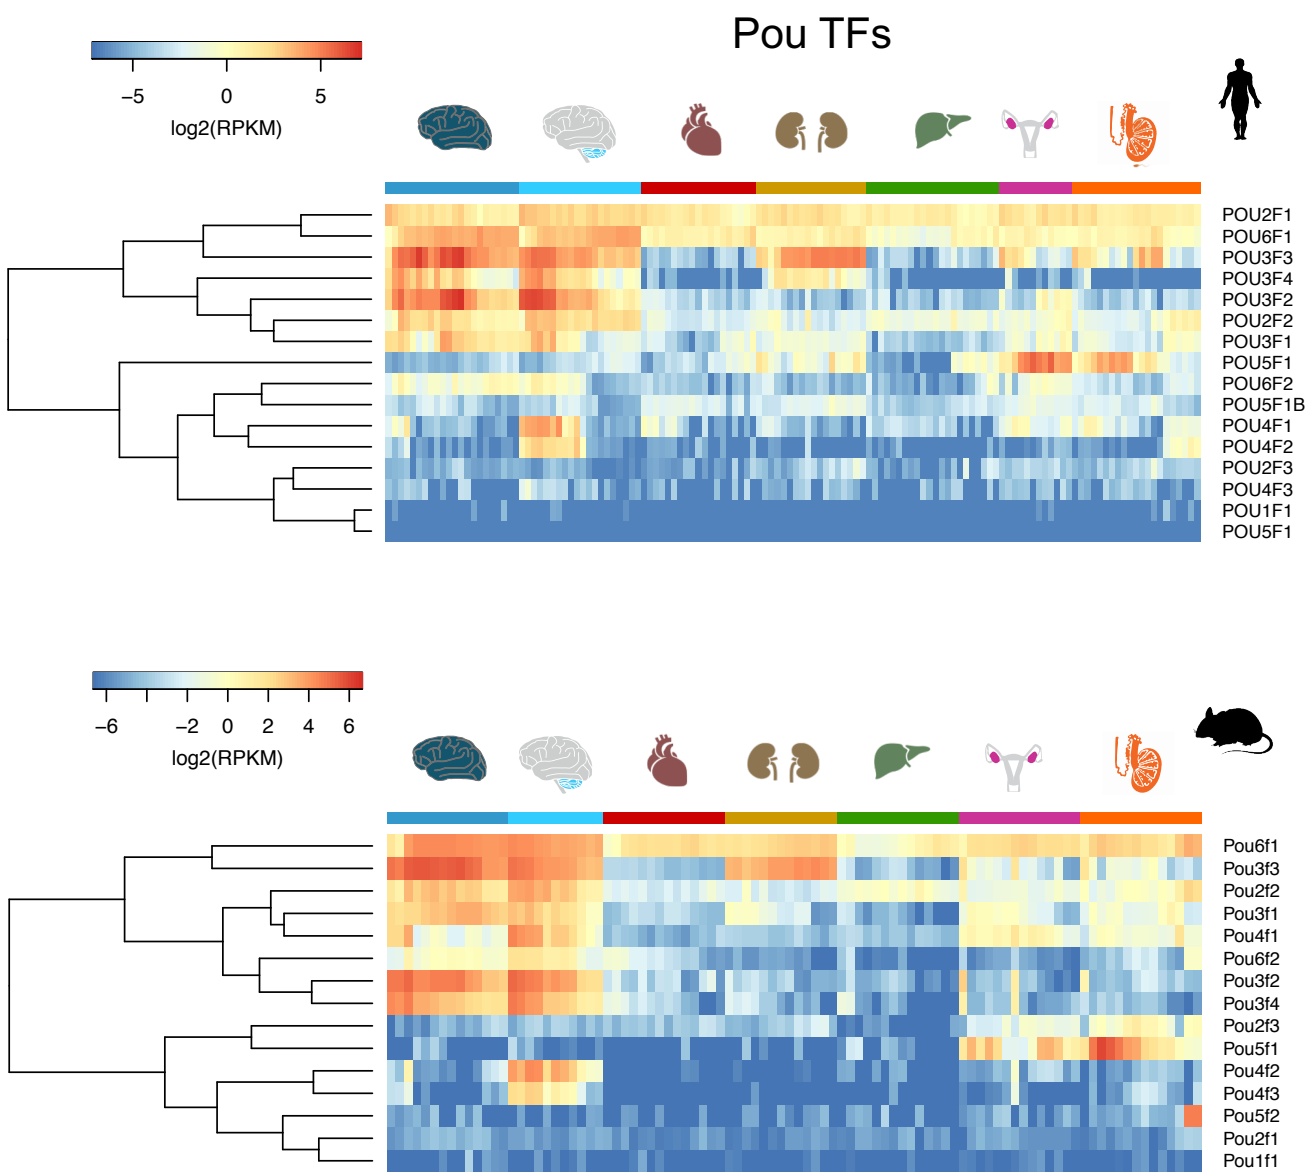 Pou TFs
−5 0 5
log2(RPKM)
POU2F1
POU6F1
POU3F3
POU3F4
POU3F2
POU2F2
POU3F1
POU5F1
POU6F2
POU5F1B
POU4F1
POU4F2
POU2F3
POU4F3
POU1F1
POU5F1
−6 −2 0 2 4 6
log2(RPKM)
Pou6f1
Pou3f3
Pou2f2
Pou3f1
Pou4f1
Pou6f2
Pou3f2
Pou3f4
Pou2f3
Pou5f1
Pou4f2
Pou4f3
Pou5f2
Pou2f1
Pou1f1